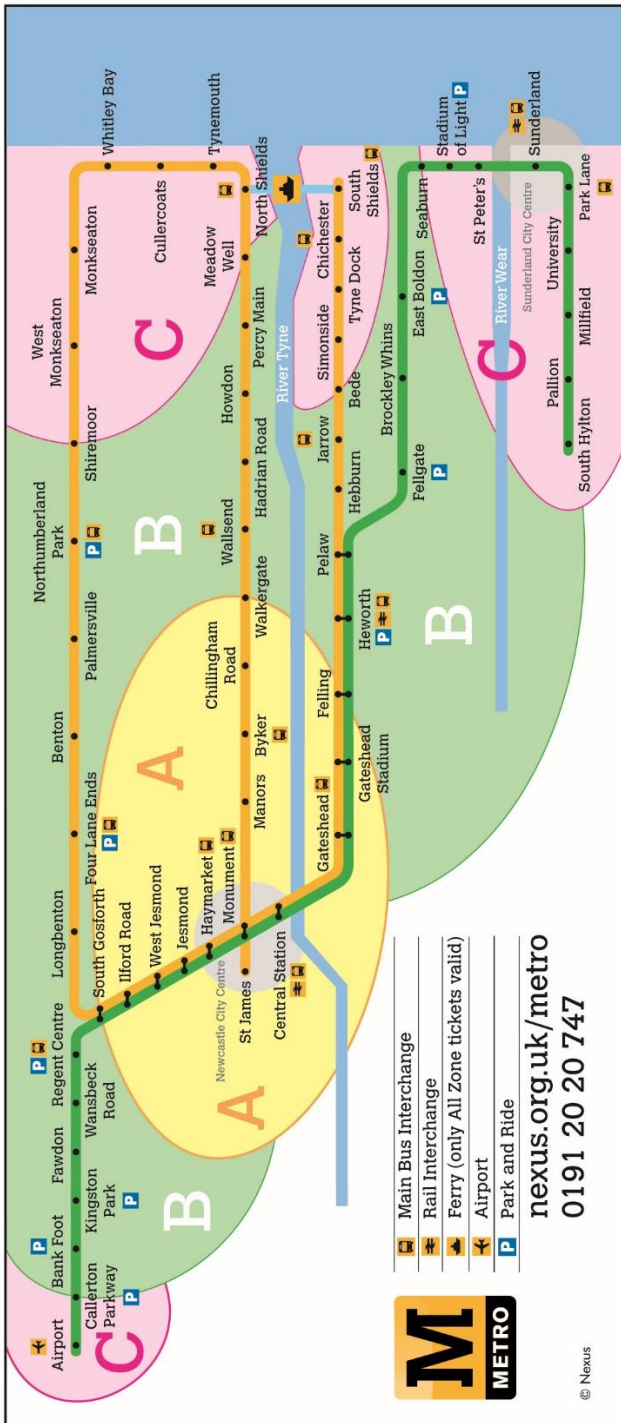 Airport
Callerton
Parkway
Bank Foot
Kingston
Park
Fawdon
Wansbeck
Road
Regent Centre
South Gosforth
Longbenton
Four Lane Ends
Benton
Palmersville
Northumberland
Park
Shiremoor
West
Monkseaton
Monkseaton
Whitley Bay
Cullercoats
Tynemouth
North Shields
Meadow
Well
Percy Main
Howdon
Hadrian Road
Wallsend
Walkergate
Chillingham
Road
Byker
Manors
Monument
St James
Newcastle City Centre
Ilford Road
West Jesmond
Jesmond
Haymarket
Central Station
Gateshead
Gateshead
Stadium
Felling
Heworth
Pelaw
Hebburn
Jarrow
Bede
Simonside
Tyne Dock
Chichester
South
Shields
Fellgate
Brockley Whins
East Boldon
Seaburn
Stadium
of Light
St Peter's
Sunderland
Sunderland City Centre
Park Lane
University
Millfield
Pallion
South Hylton
River Tyne
River Wear
A
A
B
B
B
C
C
C
P
P
P
P
P
P
P
P
P
P
M
METRO
Main Bus Interchange
Rail Interchange
Ferry (only All Zone tickets valid)
Airport
P Park and Ride
nexus.org.uk/metro
0191 20 20 747
© Nexus